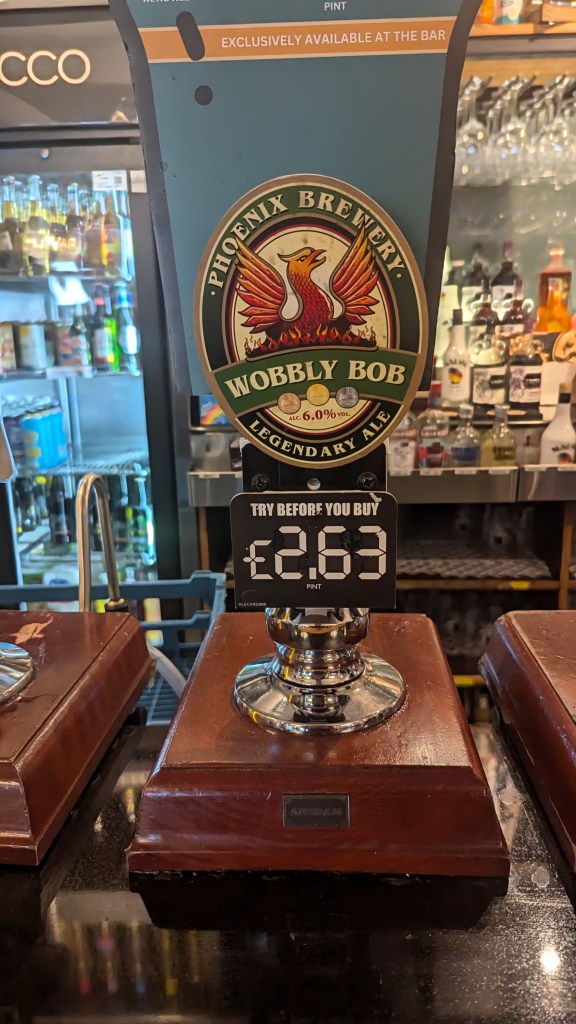 PINT
EXCLUSIVELY AVAILABLE AT THE BAR
CCO
PHOENIX BREWERY
WOBBLY BOB
ALC. 6.0% VOL.
LEGENDARY ALE
TRY BEFORE YOU BUY
£2.63
PINT